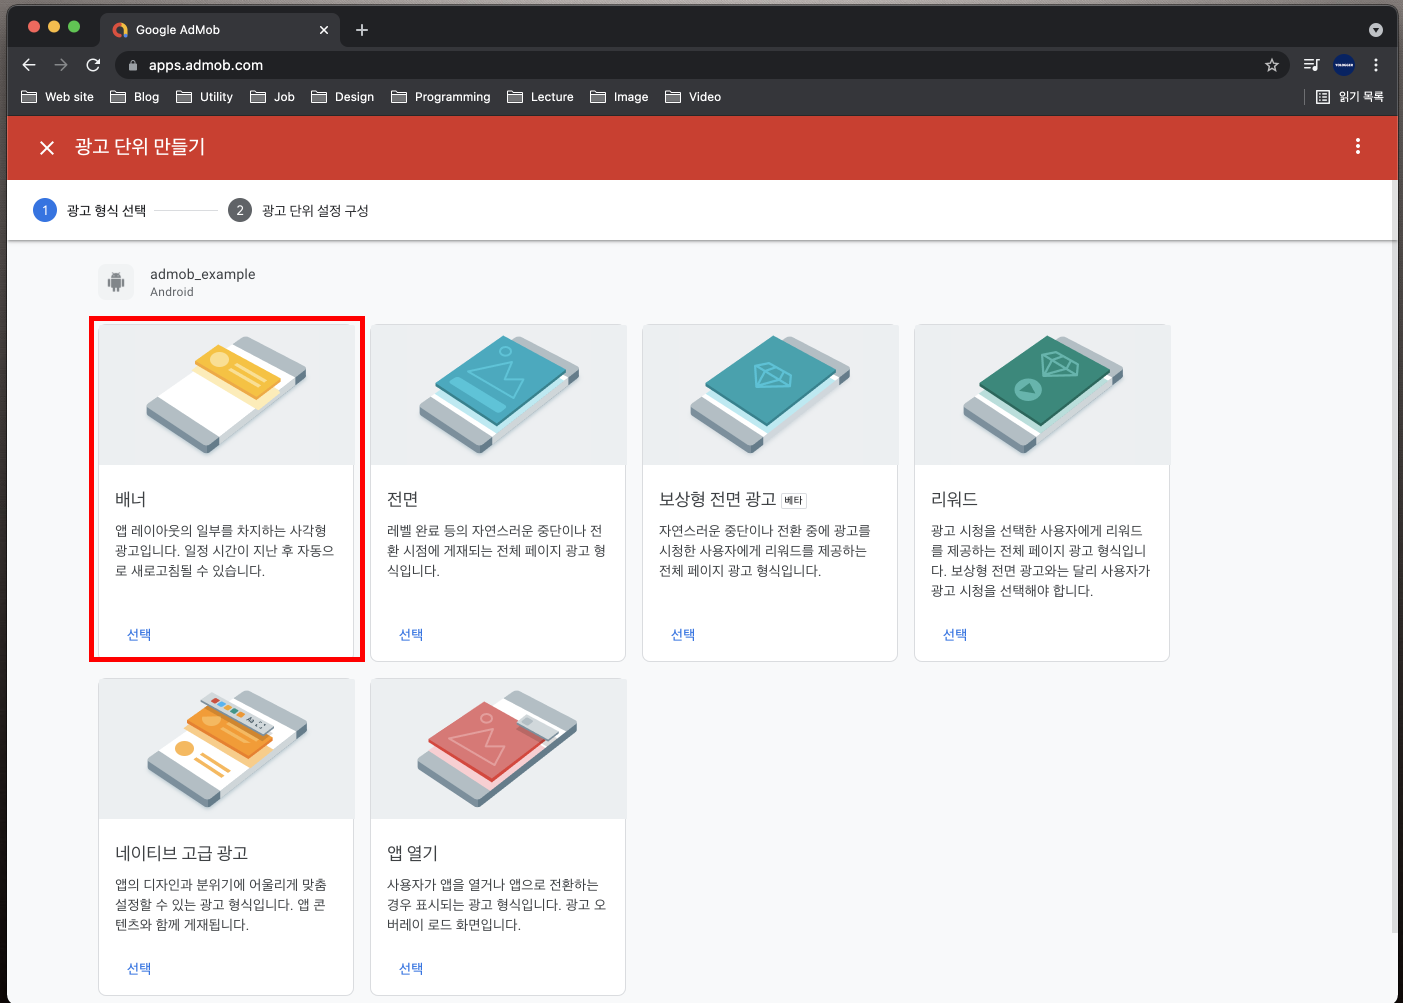 Google AdMob
apps.admob.com
Web site
Blog
Utility
Job
Design
Programming
Lecture
Image
Video
읽기 목록
광고 단위 만들기
1 광고 형식 선택
2 광고 단위 설정 구성
admob_example
Android
배너
앱 레이아웃의 일부를 차지하는 사각형
광고입니다. 일정 시간이 지난 후 자동으
로 새로고침될 수 있습니다.
선택
전면
레벨 완료 등의 자연스러운 중단이나 전
환 시점에 게재되는 전체 페이지 광고 형
식입니다.
선택
보상형 전면 광고 베타
자연스러운 중단이나 전환 중에 광고를
시청한 사용자에게 리워드를 제공하는
전체 페이지 광고 형식입니다.
선택
리워드
광고 시청을 선택한 사용자에게 리워드
를 제공하는 전체 페이지 광고 형식입니
다. 보상형 전면 광고와는 달리 사용자가
광고 시청을 선택해야 합니다.
선택
네이티브 고급 광고
앱의 디자인과 분위기에 어울리게 맞춤
설정할 수 있는 광고 형식입니다. 앱 콘
텐츠와 함께 게재됩니다.
선택
앱 열기
사용자가 앱을 열거나 앱으로 전환하는
경우 표시되는 광고 형식입니다. 광고 오
버레이 로드 화면입니다.
선택